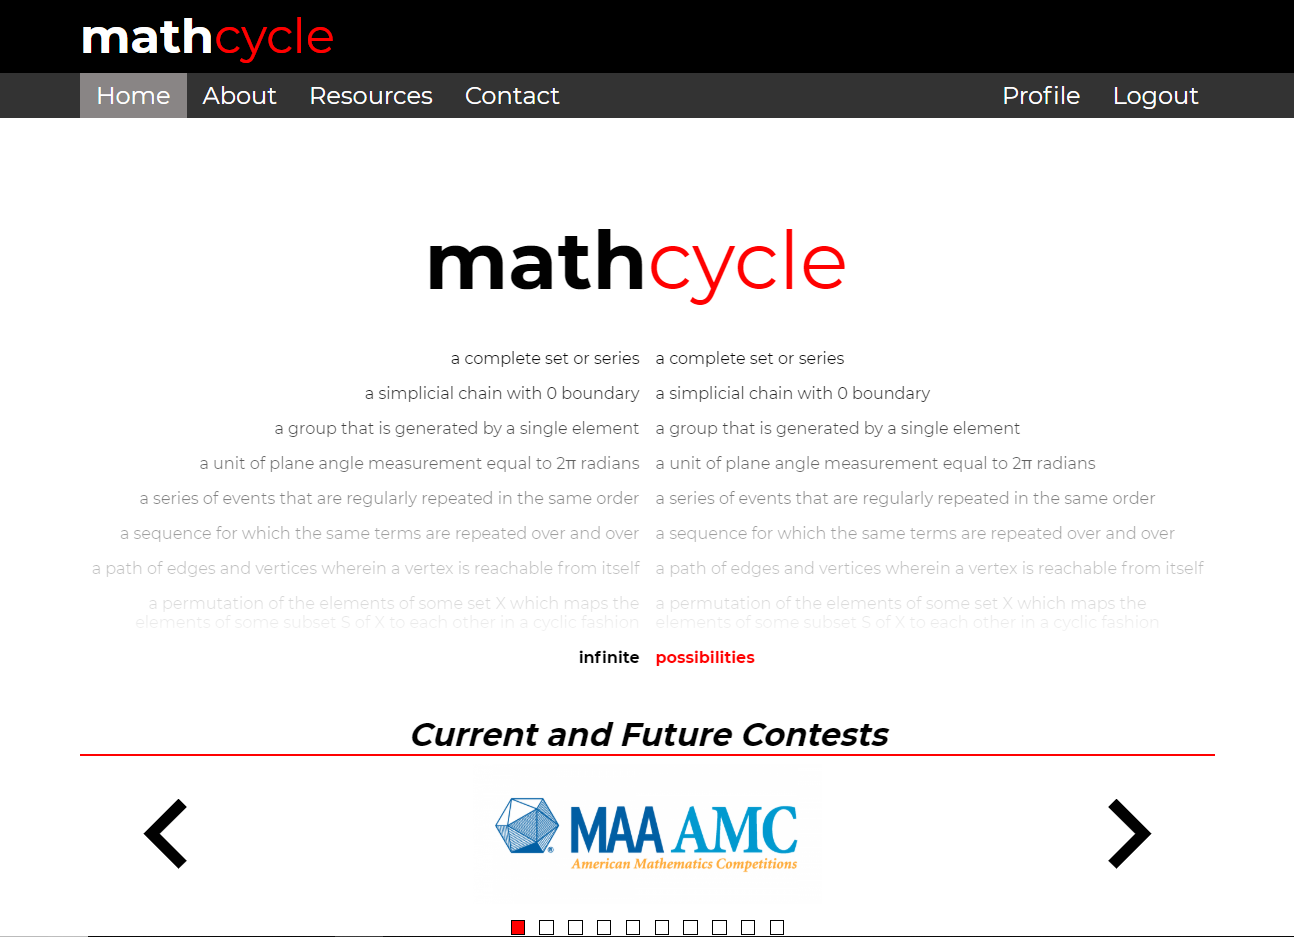 mathcycle
Home About Resources Contact Profile Logout
mathcycle
a complete set or series a complete set or series
a simplicial chain with 0 boundary a simplicial chain with 0 boundary
a group that is generated by a single element a group that is generated by a single element
a unit of plane angle measurement equal to 2π radians a unit of plane angle measurement equal to 2π radians
a series of events that are regularly repeated in the same order a series of events that are regularly repeated in the same order
a sequence for which the same terms are repeated over and over a sequence for which the same terms are repeated over and over
a path of edges and vertices wherein a vertex is reachable from itself a path of edges and vertices wherein a vertex is reachable from itself
a permutation of the elements of some set X which maps the a permutation of the elements of some set X which maps the
elements of some subset S of X to each other in a cyclic fashion elements of some subset S of X to each other in a cyclic fashion
infinite possibilities
Current and Future Contests
MAA AMC
®
American Mathematics Competitions